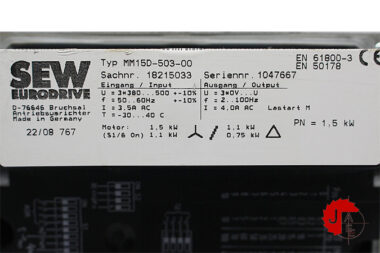 SEW
EURODRIVE
D-76646 Bruchsal
Antriebsumrichter
Made in Germany
22/08 767
Typ MM15D-503-00
Sachnr. 18215033 Seriennr. 1047667
EN 61800-3
EN 50178
Eingang / Input
U = 3*380...500 +-10%
f = 50..60Hz +-10%
I = 3.5A AC
T = -30...40 C
Ausgang / Output
U = 3*0V...U
f = 2..100Hz
I = 4.0A AC Lastart M
Motor: 1.5 kW
(S1/6 On) 1.1 kW
1.1 kW
0.75 kW
PN = 1.5 kW